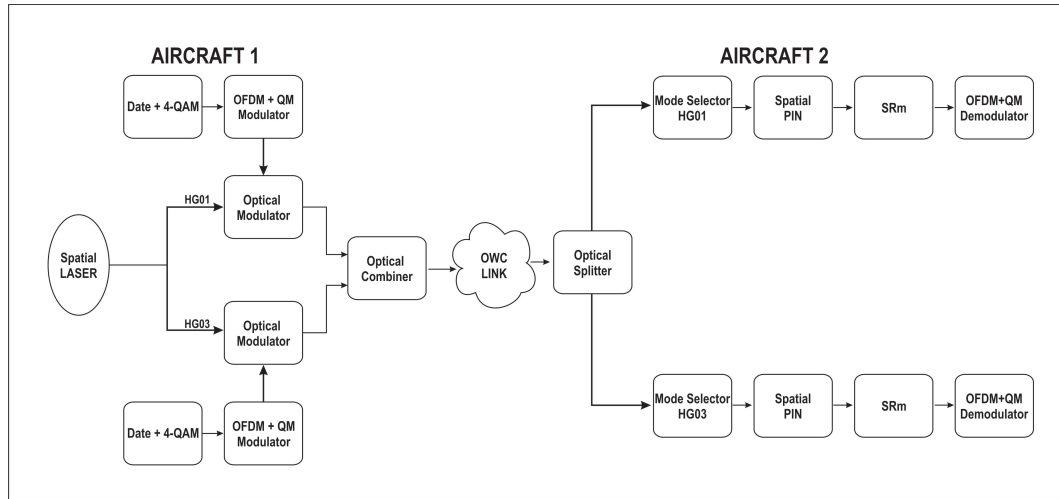 AIRCRAFT 1
AIRCRAFT 2
Date + 4-QAM
OFDM + QM
Modulator
Mode Selector
HG01
Spatial
PIN
SRm
OFDM+QM
Demodulator
HG01
Optical
Modulator
Spatial
LASER
Optical
Combiner
OWC
LINK
Optical
Splitter
HG03
Optical
Modulator
Date + 4-QAM
OFDM + QM
Modulator
Mode Selector
HG03
Spatial
PIN
SRm
OFDM+QM
Demodulator